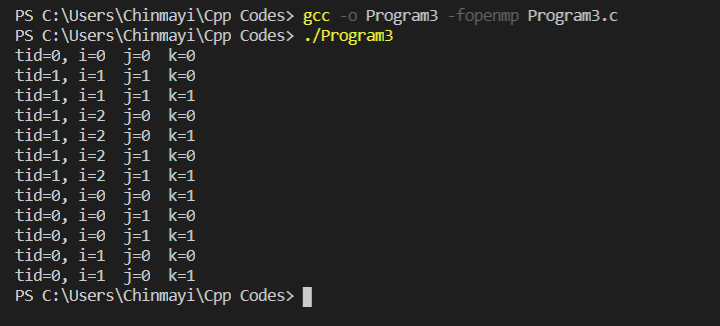 PS C:\Users\Chinmayi\Cpp Codes> gcc -o Program3 -fopenmp Program3.c
PS C:\Users\Chinmayi\Cpp Codes> ./Program3
tid=0, i=0  j=0  k=0
tid=1, i=1  j=1  k=0
tid=1, i=1  j=1  k=1
tid=1, i=2  j=0  k=0
tid=1, i=2  j=0  k=1
tid=1, i=2  j=1  k=0
tid=1, i=2  j=1  k=1
tid=0, i=0  j=0  k=1
tid=0, i=0  j=1  k=0
tid=0, i=0  j=1  k=1
tid=0, i=1  j=0  k=0
tid=0, i=1  j=0  k=1
PS C:\Users\Chinmayi\Cpp Codes>